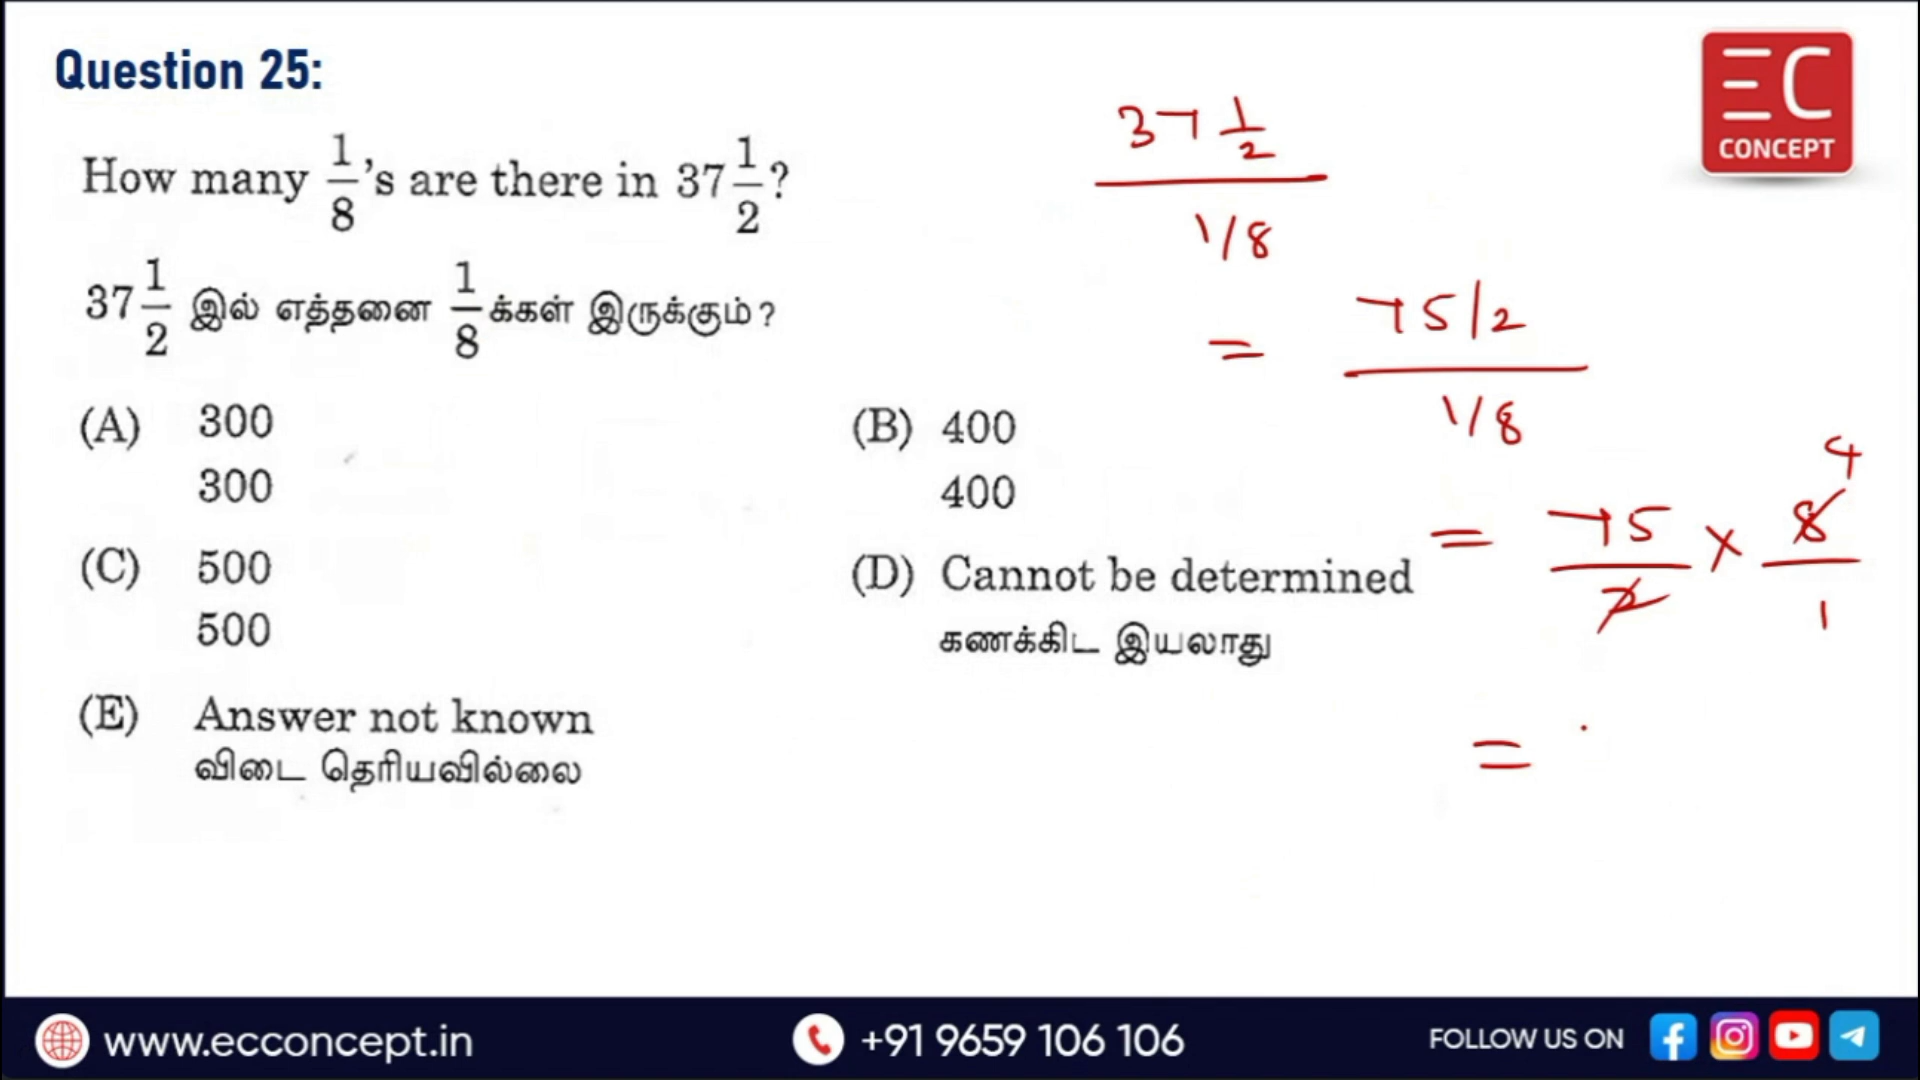 Question 25:
EC
CONCEPT
How many 1/8's are there in 37 1/2?
37 1/2 இல் எத்தனை 1/8 க்கள் இருக்கும்?
(A) 300
300
(B) 400
400
(C) 500
500
(D) Cannot be determined
கணக்கிட இயலாது
(E) Answer not known
விடை தெரியவில்லை
37 1/2
1/8
= 75/2
1/8
= 75/2 × 8/1
4
=
www.ecconcept.in
+91 9659 106 106
FOLLOW US ON